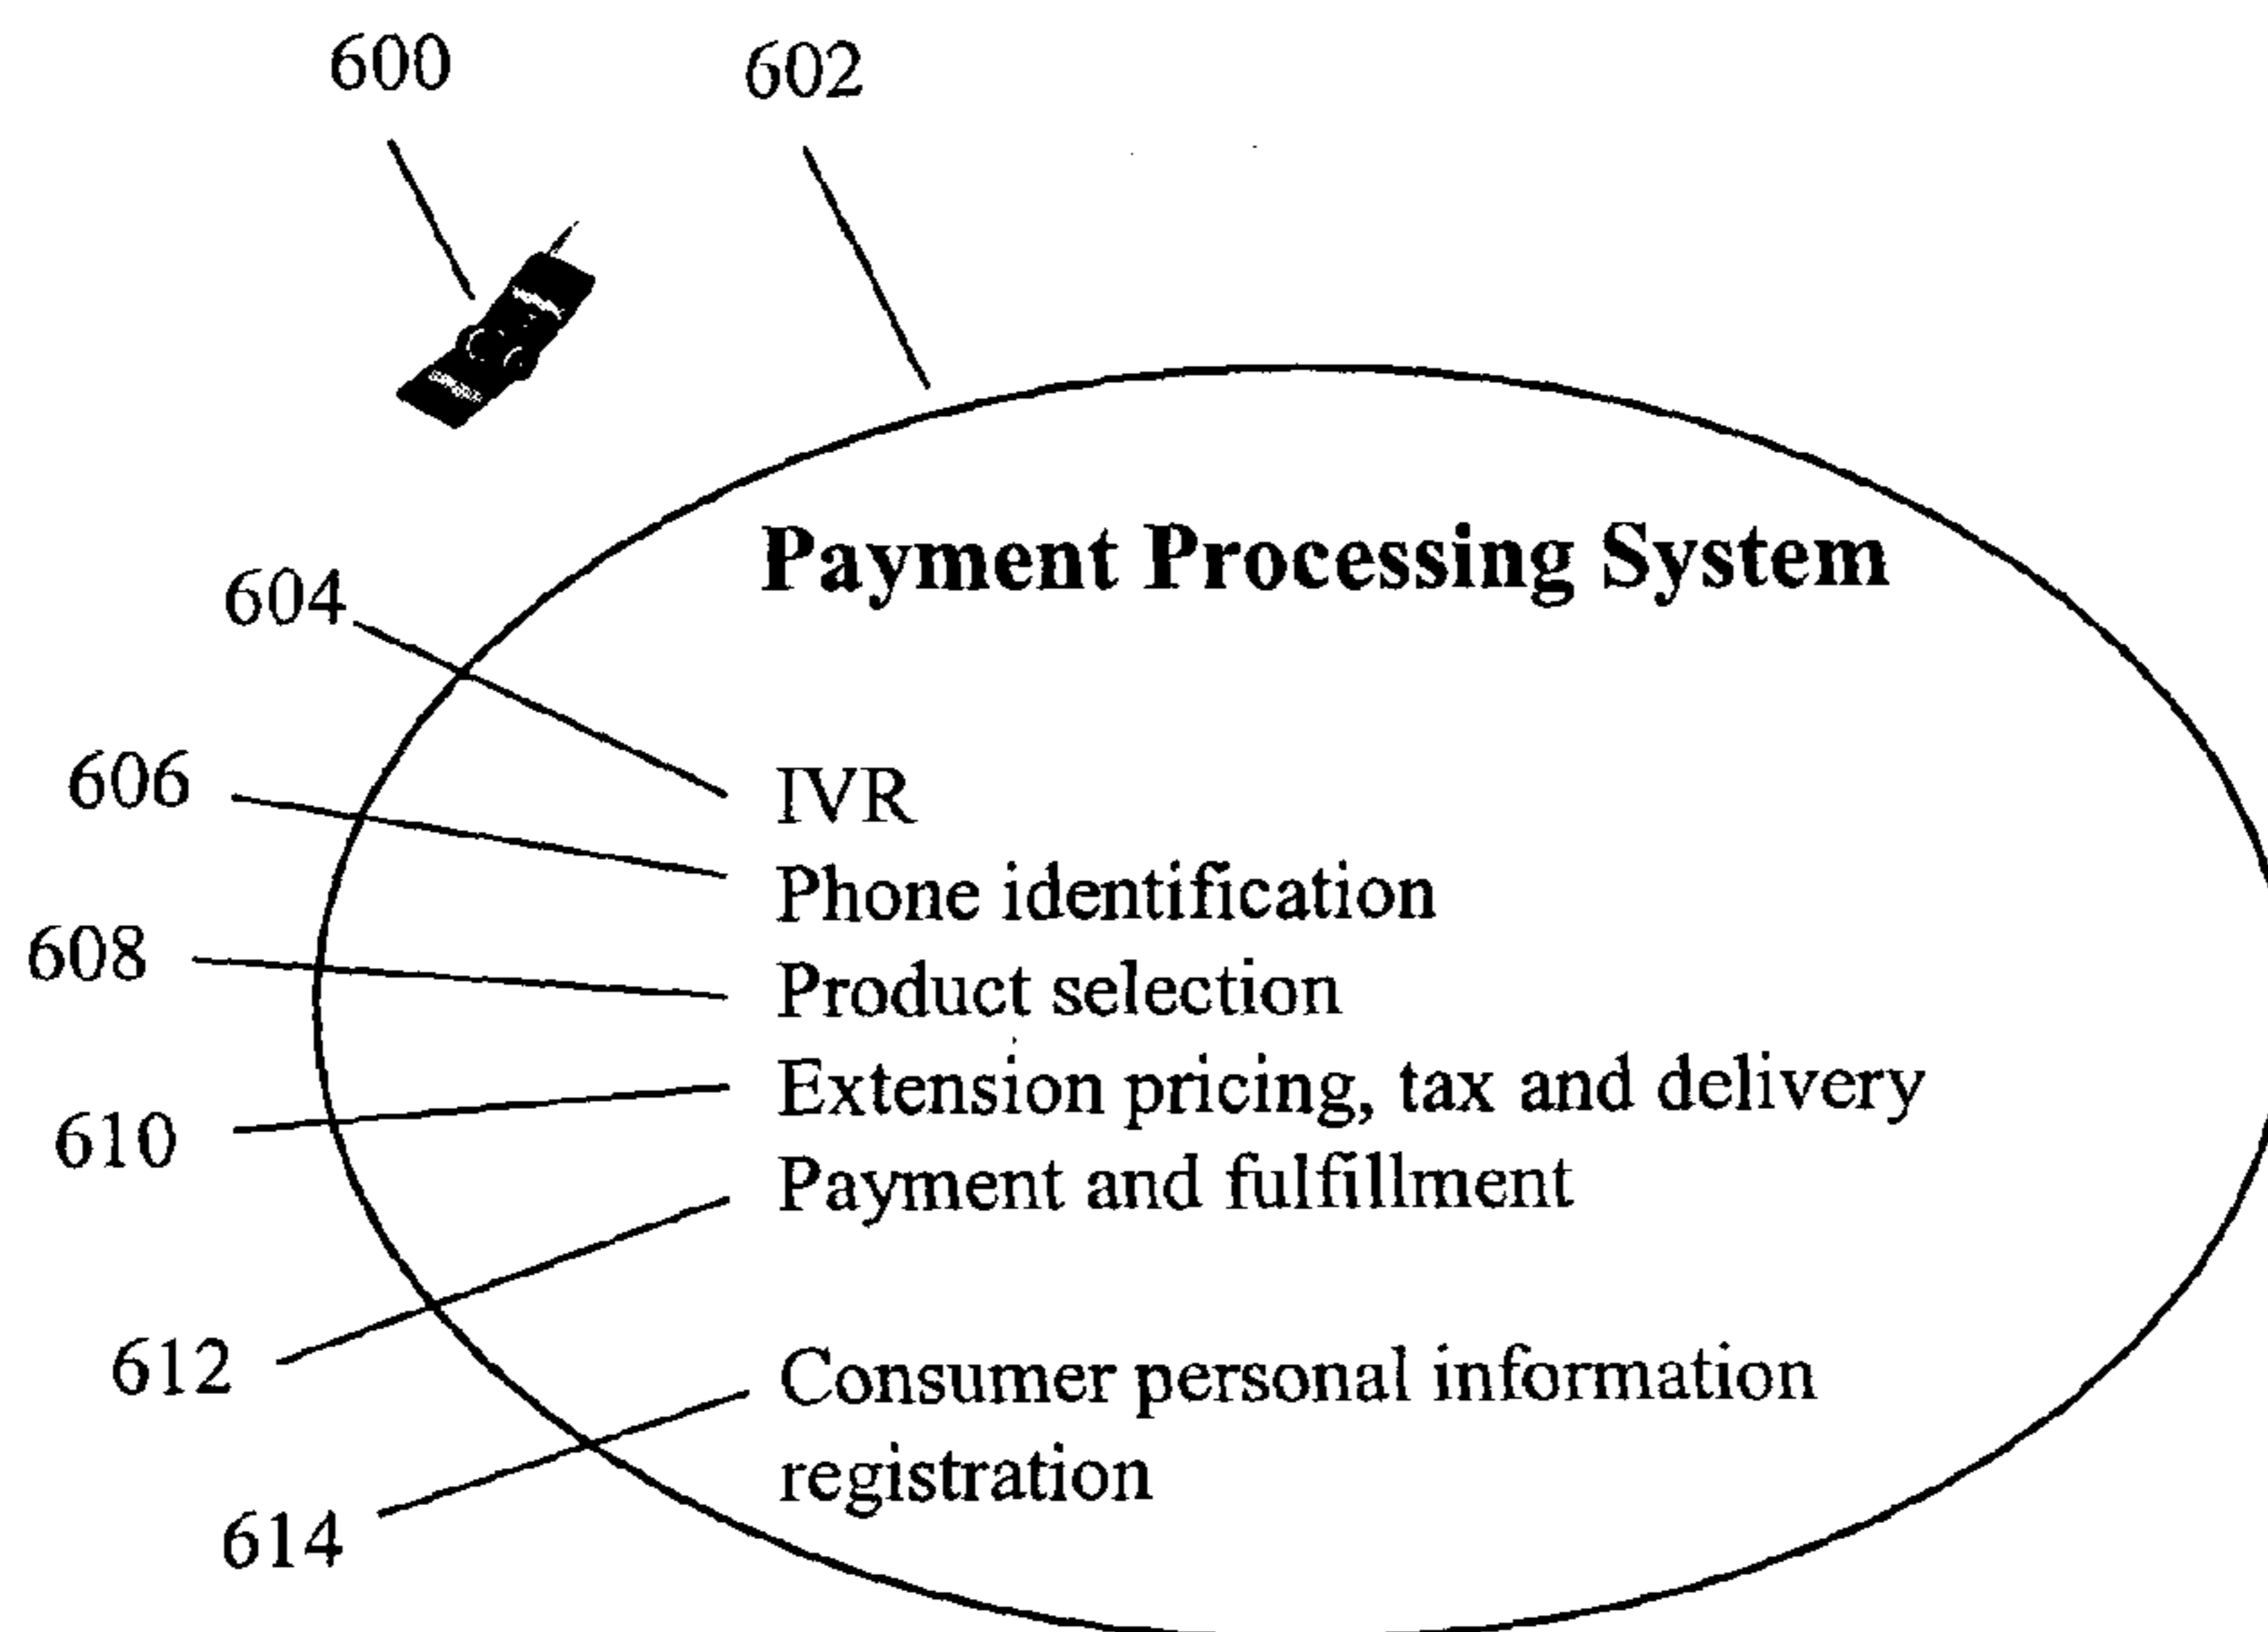 600
602
Payment Processing System
604
IVR
606
Phone identification
608
Product selection
610
Extension pricing, tax and delivery
Payment and fulfillment
612
Consumer personal information
registration
614